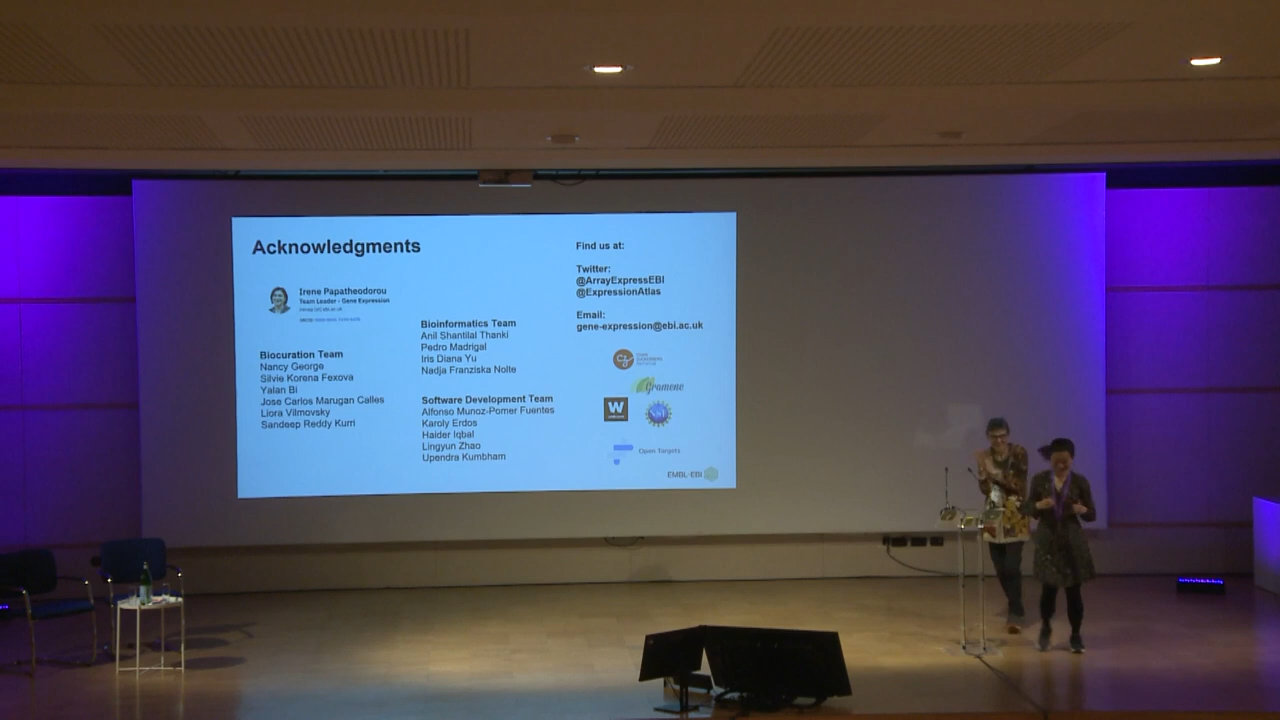 Acknowledgments
Irene Papatheodorou
Team Leader - Gene Expression
Biocuration Team
Nancy George
Silvie Korena Fexova
Yalan Bi
Jose Carlos Marugan Calles
Liora Vilmovsky
Sandeep Reddy Kurri
Bioinformatics Team
Anil Shantilal Thanki
Pedro Madrigal
Iris Diana Yu
Nadja Franziska Nolte
Software Development Team
Alfonso Munoz-Pomer Fuentes
Karoly Erdos
Haider Iqbal
Lingyun Zhao
Upendra Kumbham
Find us at:
Twitter:
@ArrayExpressEBI
@ExpressionAtlas
Email:
gene-expression@ebi.ac.uk
Gramene
W
NSF
Open Targets
EMBL-EBI